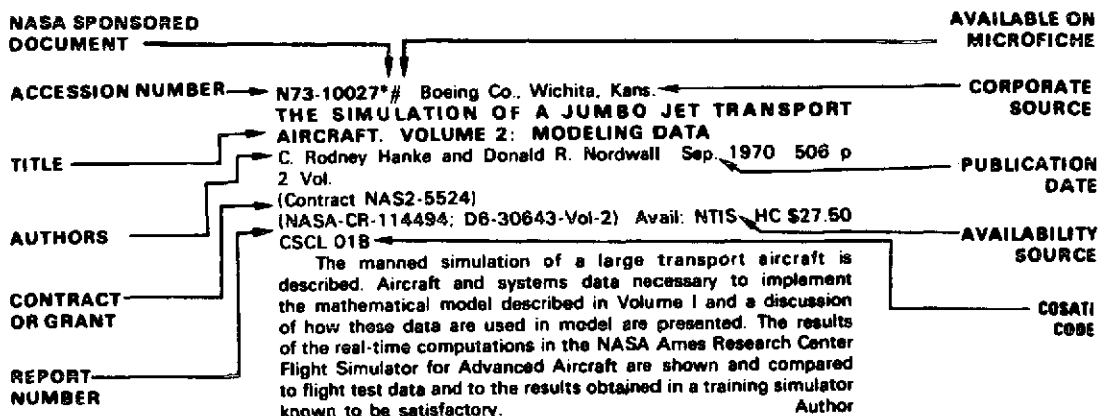 NASA SPONSORED
DOCUMENT
AVAILABLE ON
MICROFICHE
ACCESSION NUMBER
N73-10027*# Boeing Co., Wichita, Kans.
CORPORATE
SOURCE
THE SIMULATION OF A JUMBO JET TRANSPORT
AIRCRAFT. VOLUME 2: MODELING DATA
TITLE
C. Rodney Hanke and Donald R. Nordwall Sep. 1970 506 p
2 Vol.
PUBLICATION
DATE
(Contract NAS2-5524)
(NASA-CR-114494; D6-30643-Vol-2) Avail: NTIS HC $27.50
AUTHORS
CSCL 01B
AVAILABILITY
SOURCE
The manned simulation of a large transport aircraft is
described. Aircraft and systems data necessary to implement
the mathematical model described in Volume I and a discussion
of how these data are used in model are presented. The results
of the real-time computations in the NASA Ames Research Center
Flight Simulator for Advanced Aircraft are shown and compared
to flight test data and to the results obtained in a training simulator
known to be satisfactory. Author
CONTRACT
OR GRANT
COSATI
CODE
REPORT
NUMBER